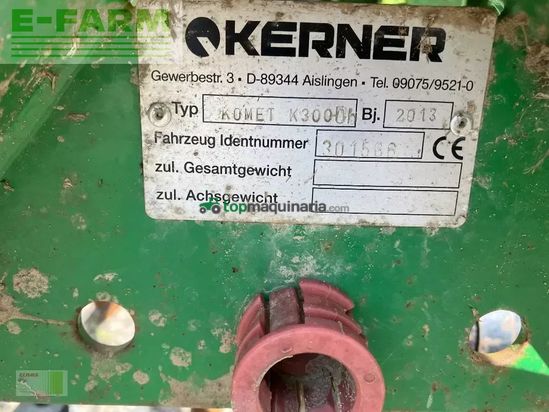 E-FARM
KERNER
Gewerbestr. 3 • D-89344 Aislingen • Tel. 09075/9521-0
Typ KOMET Bj. 2013
Fahrzeug Identnummer CE
zul. Gesamtgewicht
zul. Achsgewicht
topmaquinaria.com